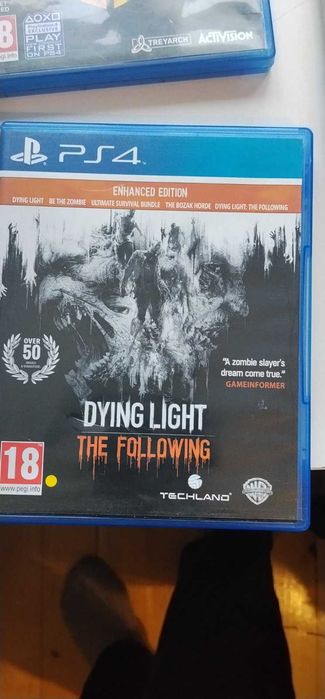 18
PLAY
FIRST
ON PS4
TREYARCH
ACTIVISION
PS4
ENHANCED EDITION
DYING LIGHT BE THE ZOMBIE ULTIMATE SURVIVAL BUNDLE THE BOZAK HORDE DYING LIGHT: THE FOLLOWING
OVER
50
"A zombie slayer's
dream come true."
GAMEINFORMER
DYING LIGHT
THE FOLLOWING
18
www.pegi.info
TECHLAND